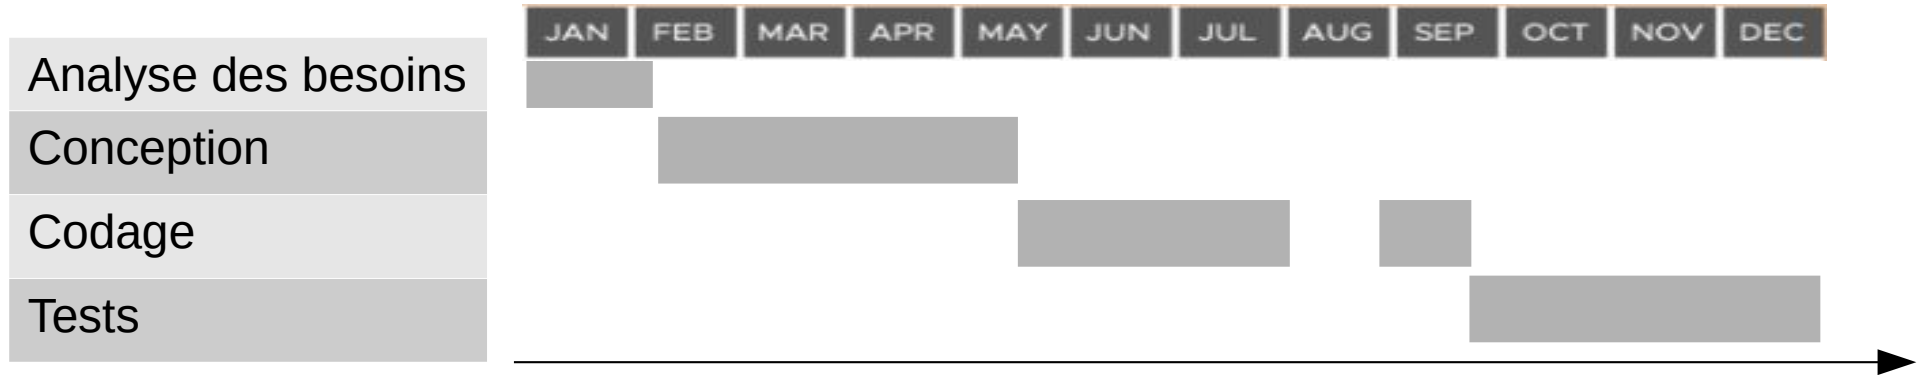 JAN FEB MAR APR MAY JUN JUL AUG SEP OCT NOV DEC
Analyse des besoins
Conception
Codage
Tests